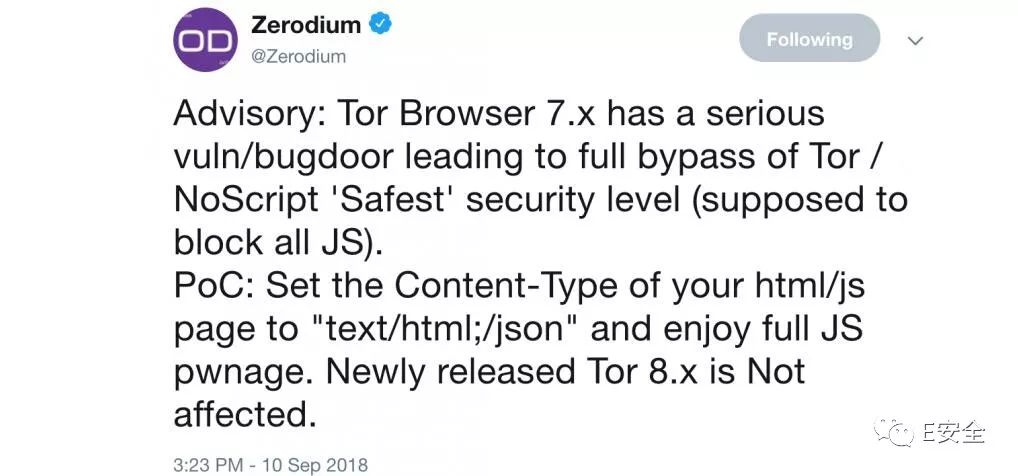 OD
Zerodium
@Zerodium
Following
Advisory: Tor Browser 7.x has a serious
vuln/bugdoor leading to full bypass of Tor /
NoScript 'Safest' security level (supposed to
block all JS).
PoC: Set the Content-Type of your html/js
page to "text/html;/json" and enjoy full JS
pwnage. Newly released Tor 8.x is Not
affected.
E安全
3:23 PM - 10 Sep 2018